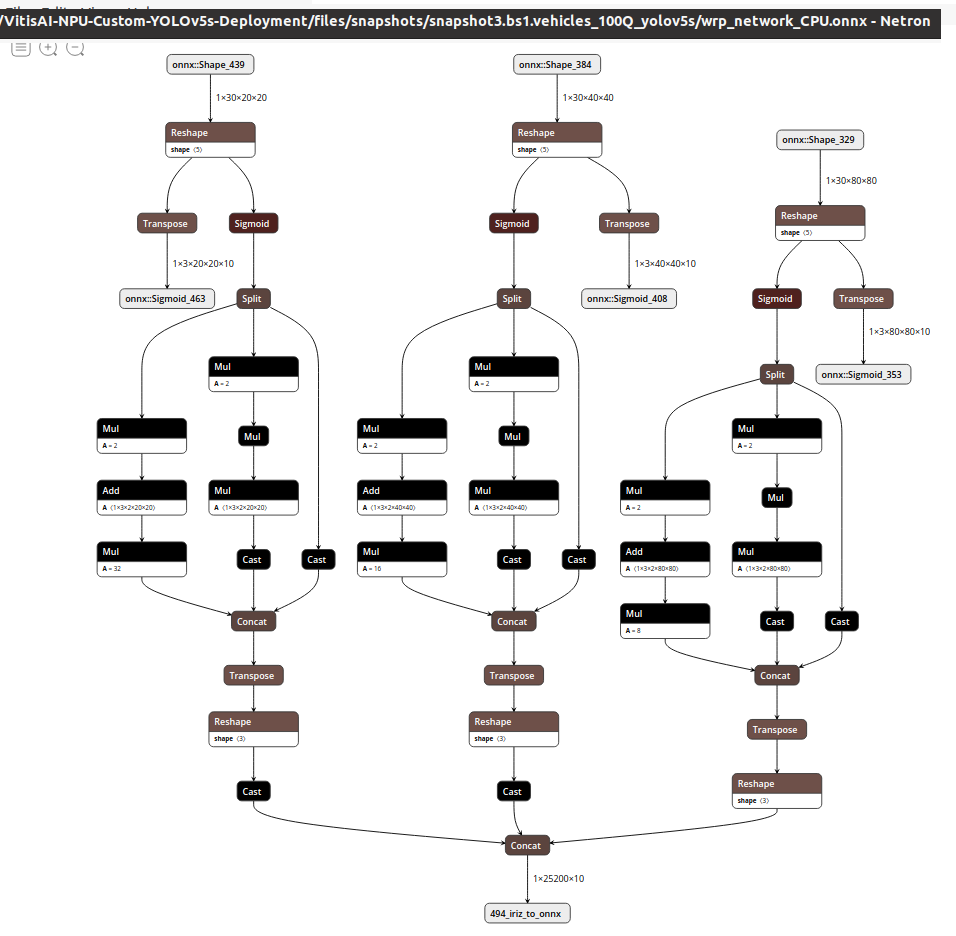 /VitisAI-NPU-Custom-YOLOv5s-Deployment/files/snapshots/snapshot3.bs1.vehicles_100Q_yolov5s/wrp_network_CPU.onnx - Netron
onnx::Shape_439
1×30×20×20
Reshape
shape ⟨5⟩
Transpose
Sigmoid
1×3×20×20×10
onnx::Sigmoid_463
Split
Mul
A = 2
Mul
A = 2
Mul
Add
A ⟨1×3×2×20×20⟩
Mul
A ⟨1×3×2×20×20⟩
Mul
A = 32
Cast
Cast
Concat
Transpose
Reshape
shape ⟨3⟩
Cast
onnx::Shape_384
1×30×40×40
Reshape
shape ⟨5⟩
Sigmoid
Transpose
1×3×40×40×10
Split
onnx::Sigmoid_408
Mul
A = 2
Mul
A = 2
Mul
Add
A ⟨1×3×2×40×40⟩
Mul
A ⟨1×3×2×40×40⟩
Mul
A = 16
Cast
Cast
Concat
Transpose
Reshape
shape ⟨3⟩
Cast
onnx::Shape_329
1×30×80×80
Reshape
shape ⟨5⟩
Sigmoid
Transpose
1×3×80×80×10
Split
onnx::Sigmoid_353
Mul
A = 2
Mul
A = 2
Mul
Add
A ⟨1×3×2×80×80⟩
Mul
A ⟨1×3×2×80×80⟩
Mul
A = 8
Cast
Cast
Concat
Transpose
Reshape
shape ⟨3⟩
Concat
1×25200×10
494_iriz_to_onnx